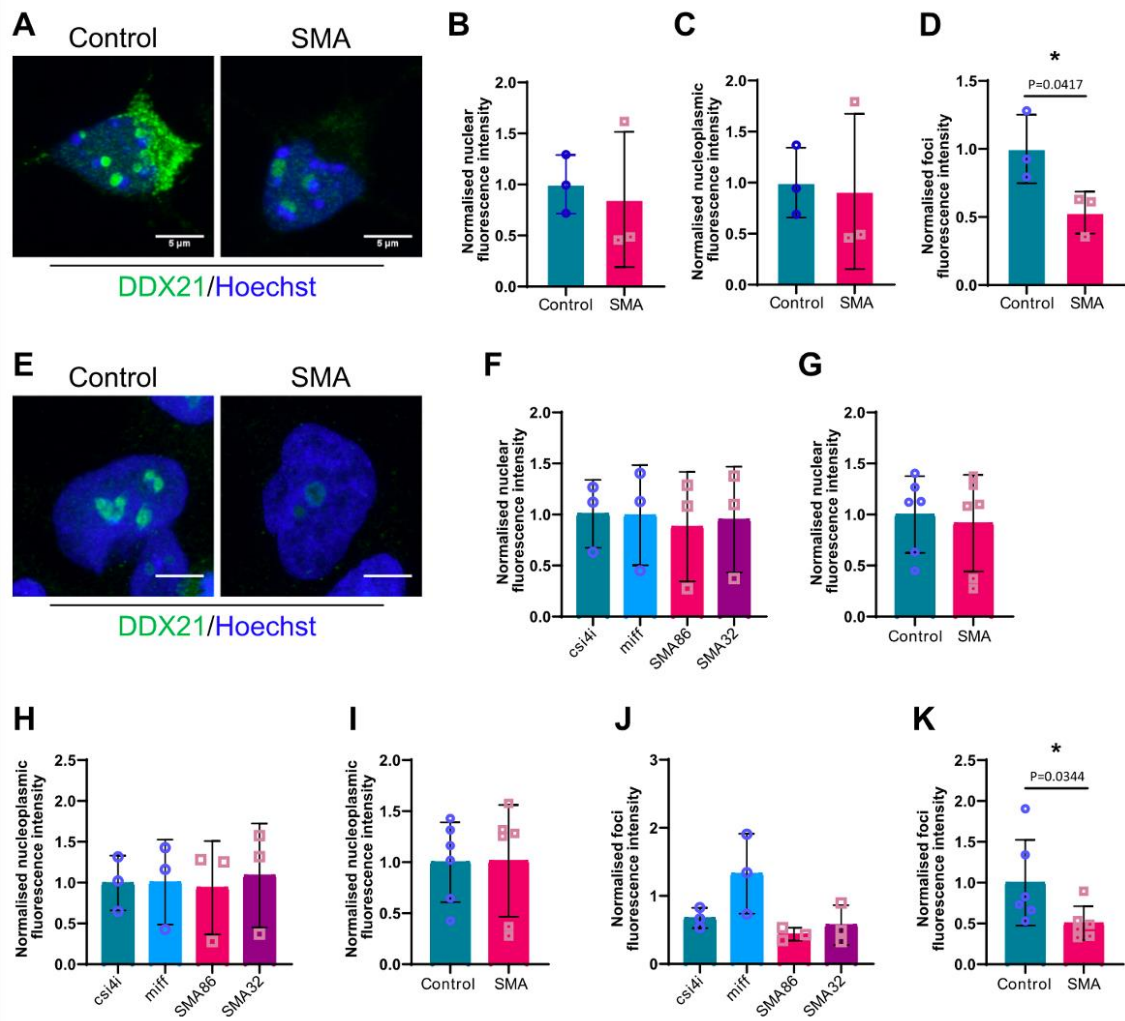 A
Control
SMA
5 µm
5 µm
DDX21/Hoechst
B
Normalised nuclear
fluorescence intensity
2.0
1.5
1.0
0.5
0.0
Control
SMA
C
Normalised nucleoplasmic
fluorescence intensity
2.0
1.5
1.0
0.5
0.0
Control
SMA
D
Normalised foci
fluorescence intensity
*
P=0.0417
1.5
1.0
0.5
0.0
Control
SMA
E
Control
SMA
DDX21/Hoechst
F
Normalised nuclear
fluorescence intensity
2.0
1.5
1.0
0.5
0.0
csi4i
miff
SMA86
SMA32
G
Normalised nuclear
fluorescence intensity
2.0
1.5
1.0
0.5
0.0
Control
SMA
H
Normalised nucleoplasmic
fluorescence intensity
2.5
2.0
1.5
1.0
0.5
0.0
csi4i
miff
SMA86
SMA32
I
Normalised nucleoplasmic
fluorescence intensity
2.0
1.5
1.0
0.5
0.0
Control
SMA
J
Normalised foci
fluorescence intensity
3
2
1
0
csi4i
miff
SMA86
SMA32
K
Normalised foci
fluorescence intensity
*
P=0.0344
2.5
2.0
1.5
1.0
0.5
0.0
Control
SMA